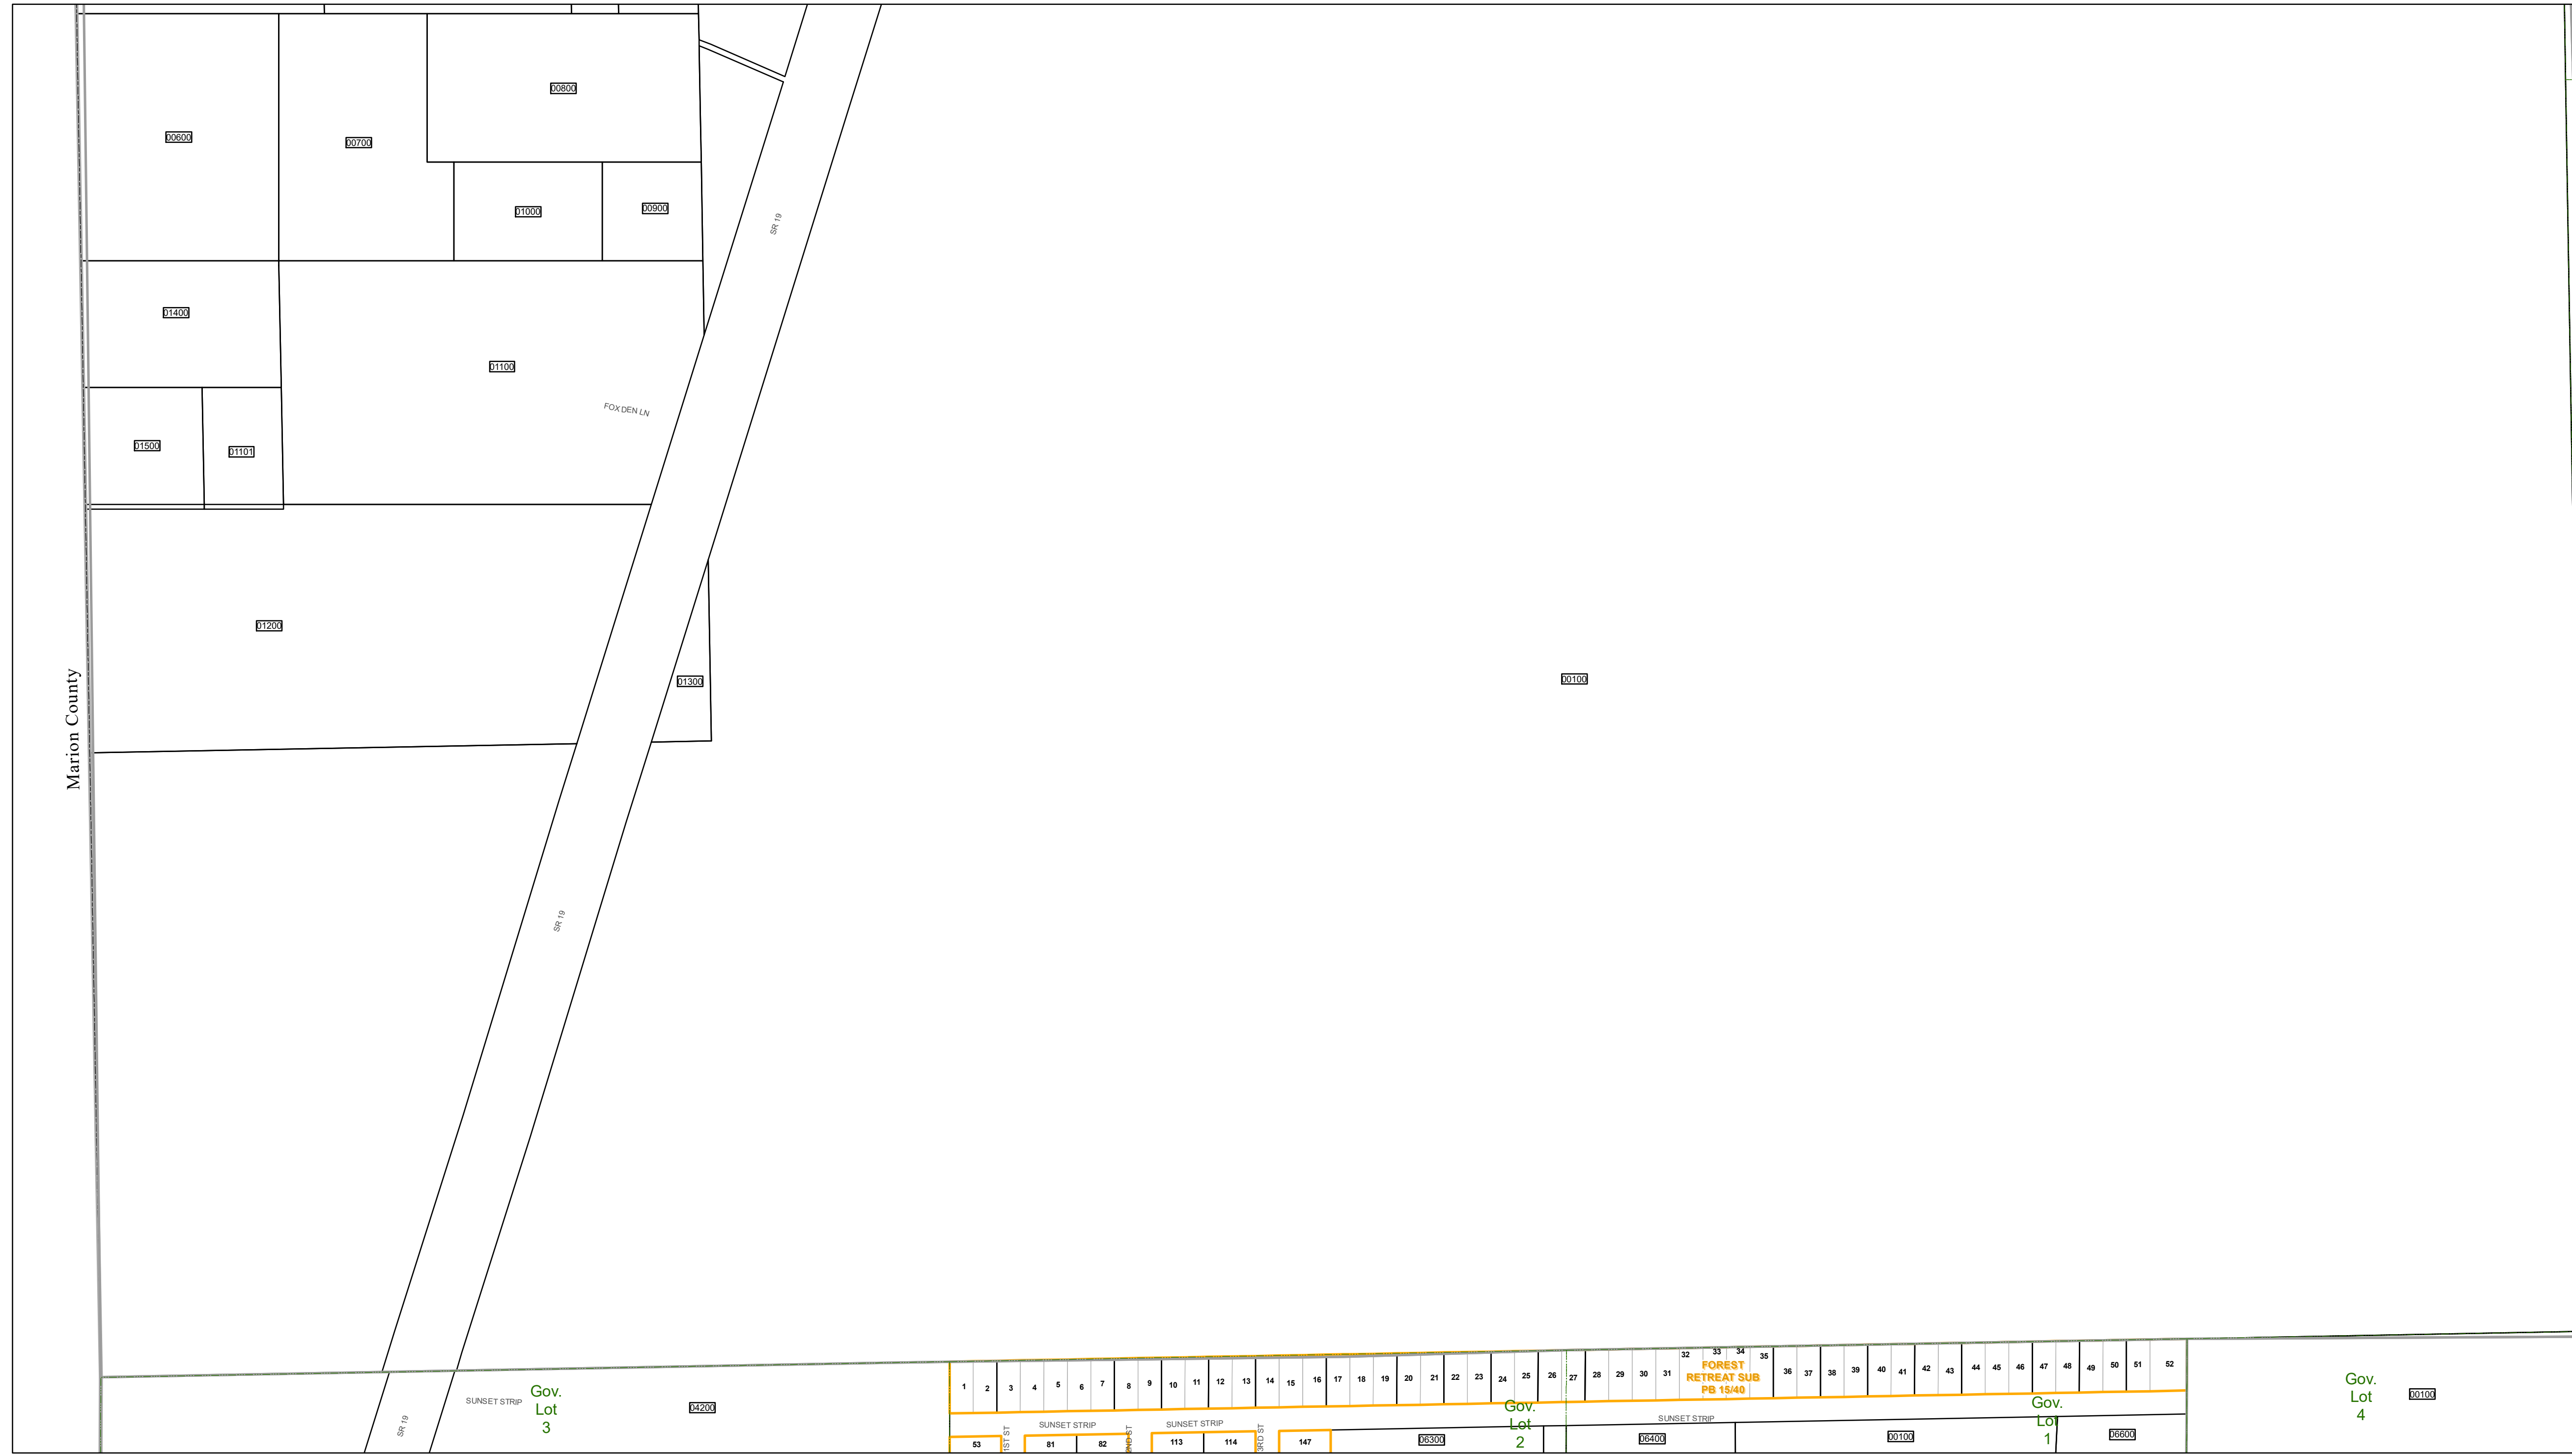 00800
00600
00700
01000
00900
SR 19
01400
01100
FOX DEN LN
01500
01101
01200
Marion County
01300
00100
SR 19
1 2 3 4 5 6 7 8 9 10 11 12 13 14 15 16 17 18 19 20 21 22 23 24 25 26 27 28 29 30 31 32 33 34 35 36 37 38 39 40 41 42 43 44 45 46 47 48 49 50 51 52
FOREST
RETREAT SUB
PB 15/40
SR 19
SUNSET STRIP
Gov.
Lot
3
04200
SUNSET STRIP
SUNSET STRIP
SUNSET STRIP
1ST ST
2ND ST
3RD ST
53
81
82
113
114
147
06300
Gov.
Lot
2
06400
00100
Gov.
Lot
1
06600
Gov.
Lot
4
00100